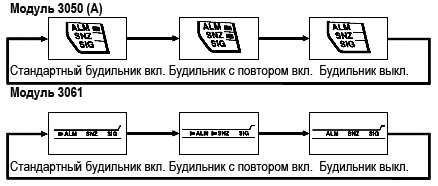 Модуль 3050 (A)
ALM ALM ALM
SNZ SNZ SNZ
SIG SIG SIG
Стандартный будильник вкл. Будильник с повтором вкл. Будильник выкл.
Модуль 3061
ALM SNZ SIG ALM SNZ SIG ALM SNZ SIG
Стандартный будильник вкл. Будильник с повтором вкл. Будильник выкл.